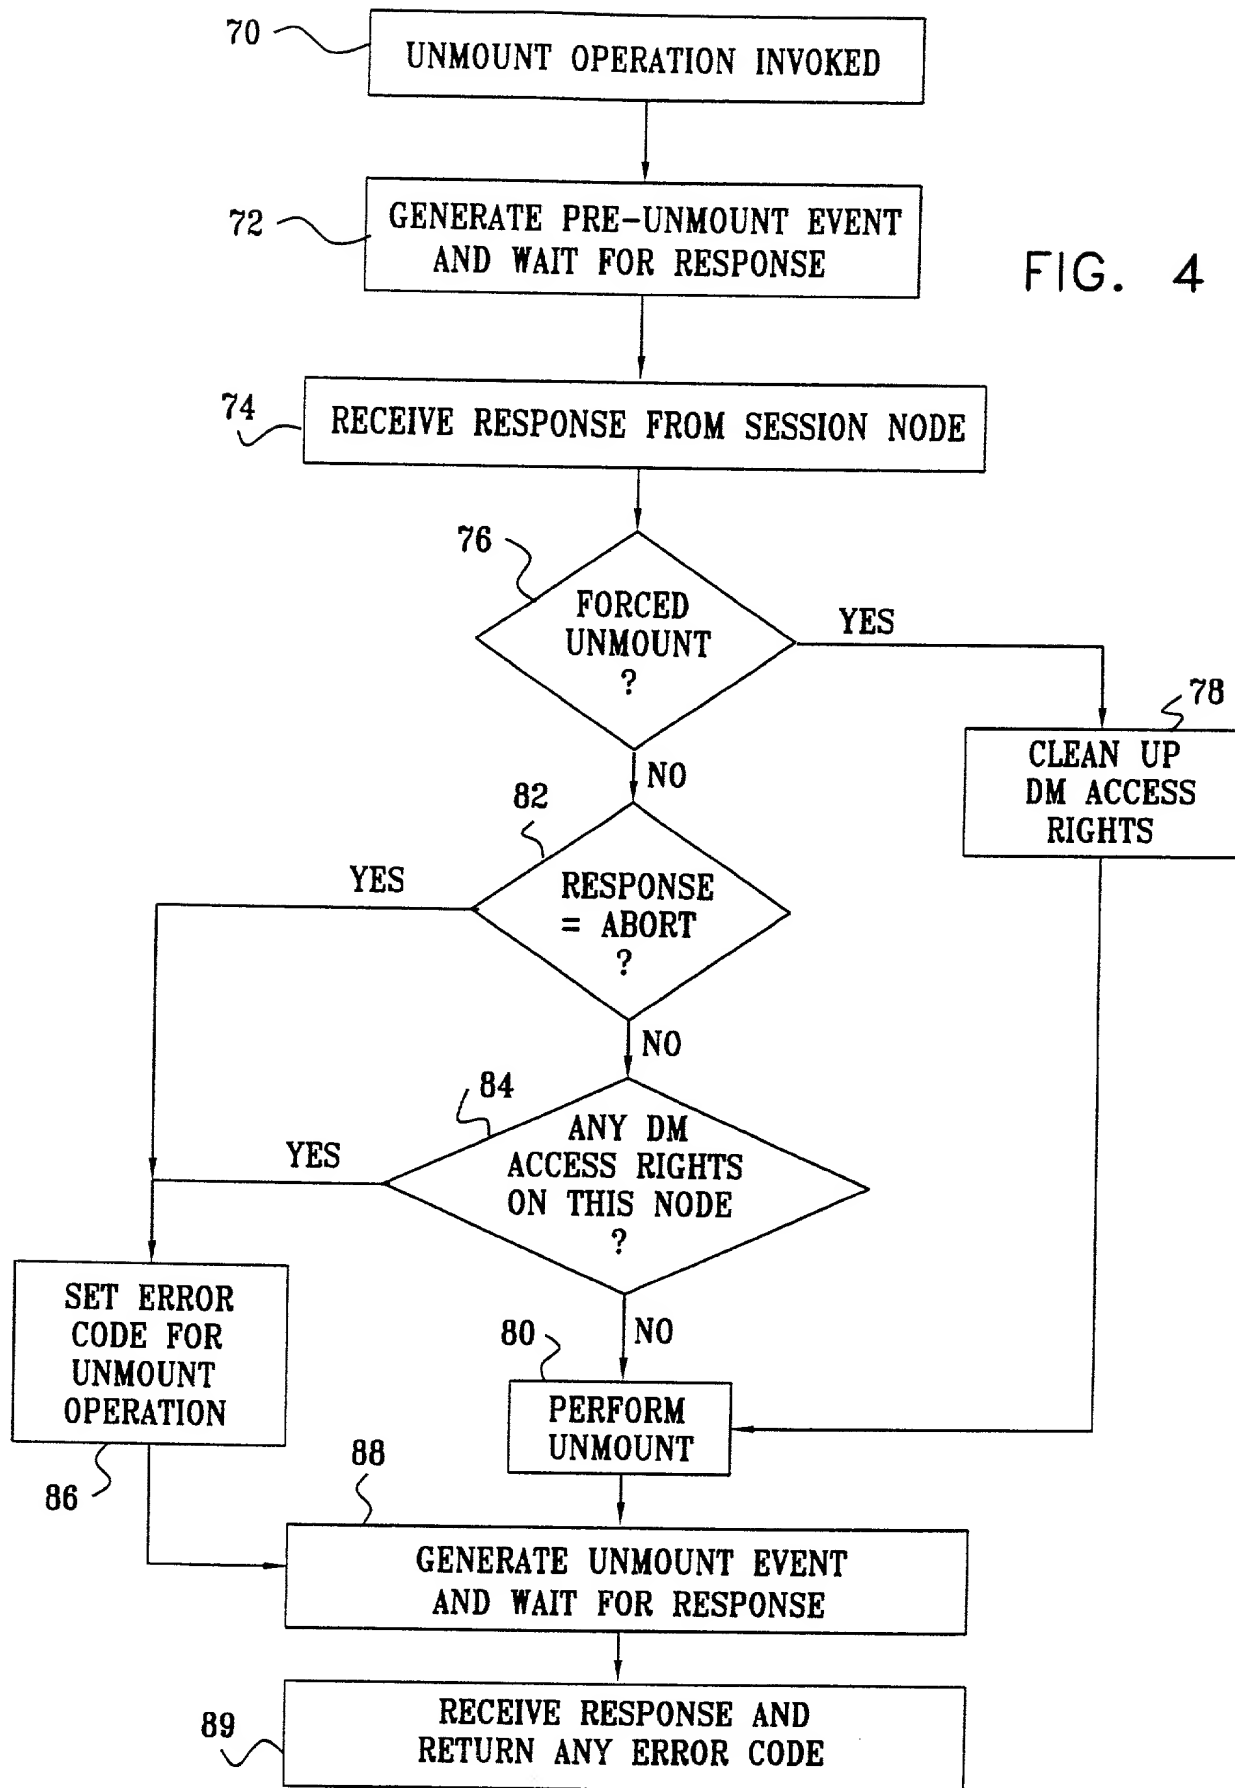 70
UNMOUNT OPERATION INVOKED
72
GENERATE PRE-UNMOUNT EVENT
AND WAIT FOR RESPONSE
FIG. 4
74
RECEIVE RESPONSE FROM SESSION NODE
76
FORCED
UNMOUNT
?
YES
NO
78
CLEAN UP
DM ACCESS
RIGHTS
82
RESPONSE
= ABORT
?
YES
NO
84
ANY DM
ACCESS RIGHTS
ON THIS NODE
?
YES
NO
SET ERROR
CODE FOR
UNMOUNT
OPERATION
86
80
PERFORM
UNMOUNT
88
GENERATE UNMOUNT EVENT
AND WAIT FOR RESPONSE
89
RECEIVE RESPONSE AND
RETURN ANY ERROR CODE